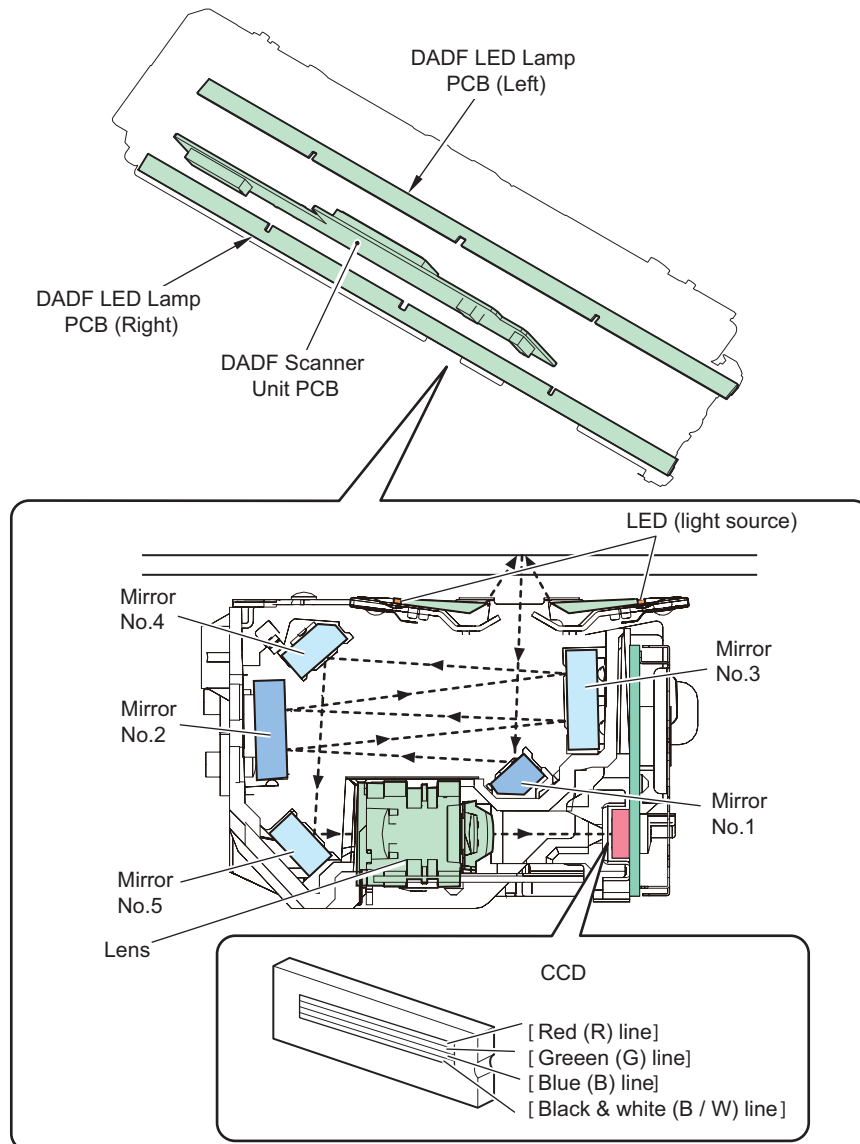 DADF LED Lamp
PCB (Left)
DADF LED Lamp
PCB (Right)
DADF Scanner
Unit PCB
LED (light source)
Mirror
No.4
Mirror
No.3
Mirror
No.2
Mirror
No.1
Mirror
No.5
Lens
CCD
[ Red (R) line]
[ Greeen (G) line]
[ Blue (B) line]
[ Black & white (B / W) line ]